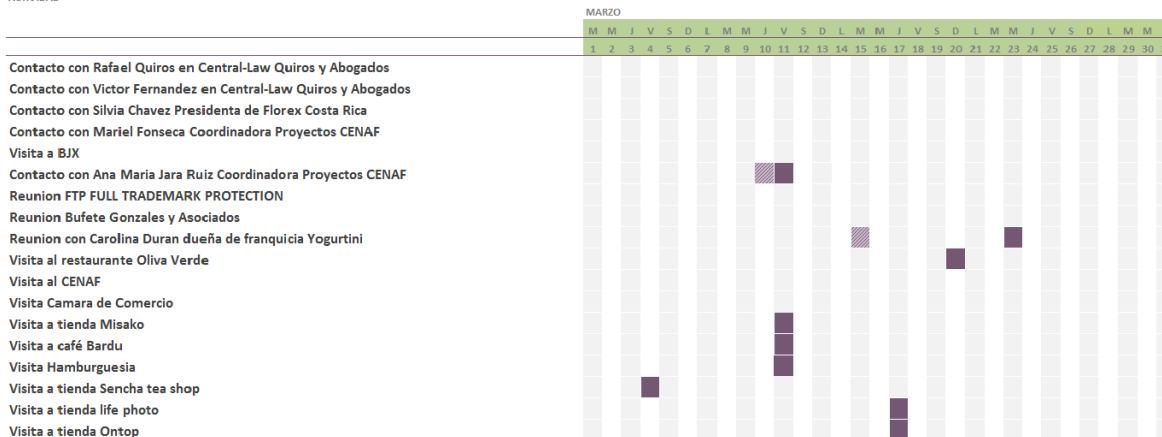 MARZO
M M J V S D L M M J V S D L M M J V S D L M M J V S D L M M
1 2 3 4 5 6 7 8 9 10 11 12 13 14 15 16 17 18 19 20 21 22 23 24 25 26 27 28 29 30
Contacto con Rafael Quiros en Central-Law Quiros y Abogados
Contacto con Victor Fernandez en Central-Law Quiros y Abogados
Contacto con Silvia Chavez Presidenta de Florex Costa Rica
Contacto con Mariel Fonseca Coordinadora Proyectos CENAF
Visita a BJX
Contacto con Ana Maria Jara Ruiz Coordinadora Proyectos CENAF
Reunion FTP FULL TRADEMARK PROTECTION
Reunion Bufete Gonzales y Asociados
Reunion con Carolina Duran dueña de franquicia Yogurtini
Visita al restaurante Oliva Verde
Visita al CENAF
Visita Camara de Comercio
Visita a tienda Misako
Visita a café Bardu
Visita Hamburguesia
Visita a tienda Sencha tea shop
Visita a tienda life photo
Visita a tienda Ontop